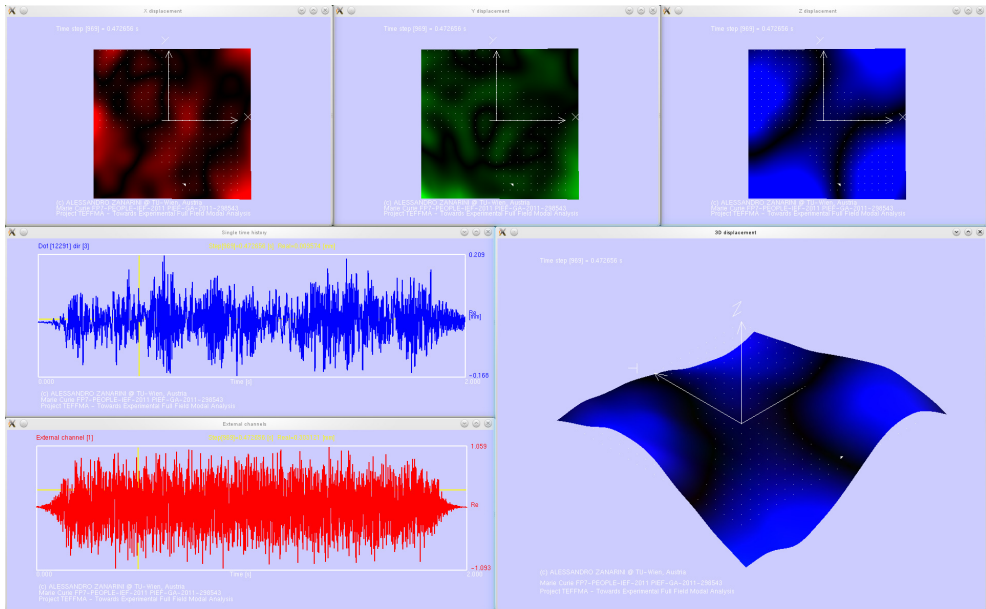 X displacement
Time step [969] = 0.472656 s
Y
X
(c) ALESSANDRO ZANARINI @ TU-Wien, Austria
Marie Curie FP7-PEOPLE-IEF-2011 PIEF-GA-2011-298543
Project TEFFMA - Towards Experimental Full Field Modal Analysis
Y displacement
Time step [969] = 0.472656 s
X
(c) ALESSANDRO ZANARINI @ TU-Wien, Austria
Marie Curie FP7-PEOPLE-IEF-2011 PIEF-GA-2011-298543
Project TEFFMA - Towards Experimental Full Field Modal Analysis
Z displacement
Time step [969] = 0.472656 s
X
(c) ALESSANDRO ZANARINI @ TU-Wien, Austria
Marie Curie FP7-PEOPLE-IEF-2011 PIEF-GA-2011-298543
Project TEFFMA - Towards Experimental Full Field Modal Analysis
Single time history
Dof [12291] dir [3]
0.209
Re
[mm]
-0.168
0.000
Time [s]
2.000
(c) ALESSANDRO ZANARINI @ TU-Wien, Austria
Marie Curie FP7-PEOPLE-IEF-2011 PIEF-GA-2011-298543
Project TEFFMA - Towards Experimental Full Field Modal Analysis
External channels
External channel [1]
1.059
Re
-1.093
0.000
Time [s]
2.000
(c) ALESSANDRO ZANARINI @ TU-Wien, Austria
Marie Curie FP7-PEOPLE-IEF-2011 PIEF-GA-2011-298543
Project TEFFMA - Towards Experimental Full Field Modal Analysis
3D displacement
Time step [969] = 0.472656 s
Z
(c) ALESSANDRO ZANARINI @ TU-Wien, Austria
Marie Curie FP7-PEOPLE-IEF-2011 PIEF-GA-2011-298543
Project TEFFMA - Towards Experimental Full Field Modal Analysis